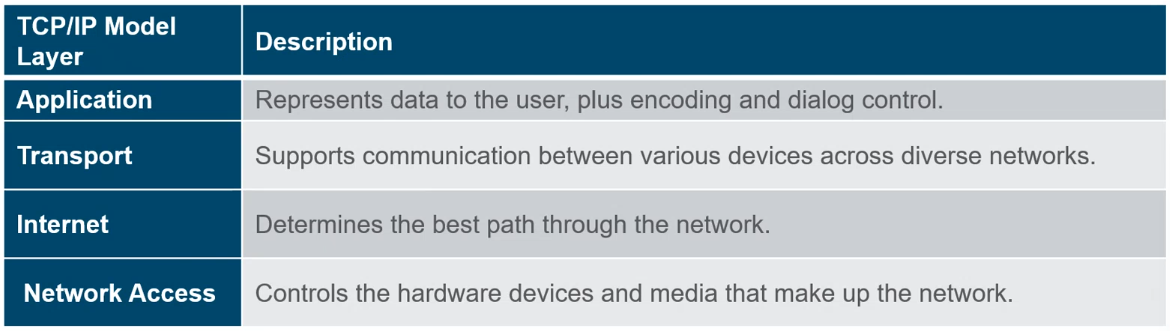 TCP/IP Model
Layer
Description
Application
Represents data to the user, plus encoding and dialog control.
Transport
Supports communication between various devices across diverse networks.
Internet
Determines the best path through the network.
Network Access
Controls the hardware devices and media that make up the network.